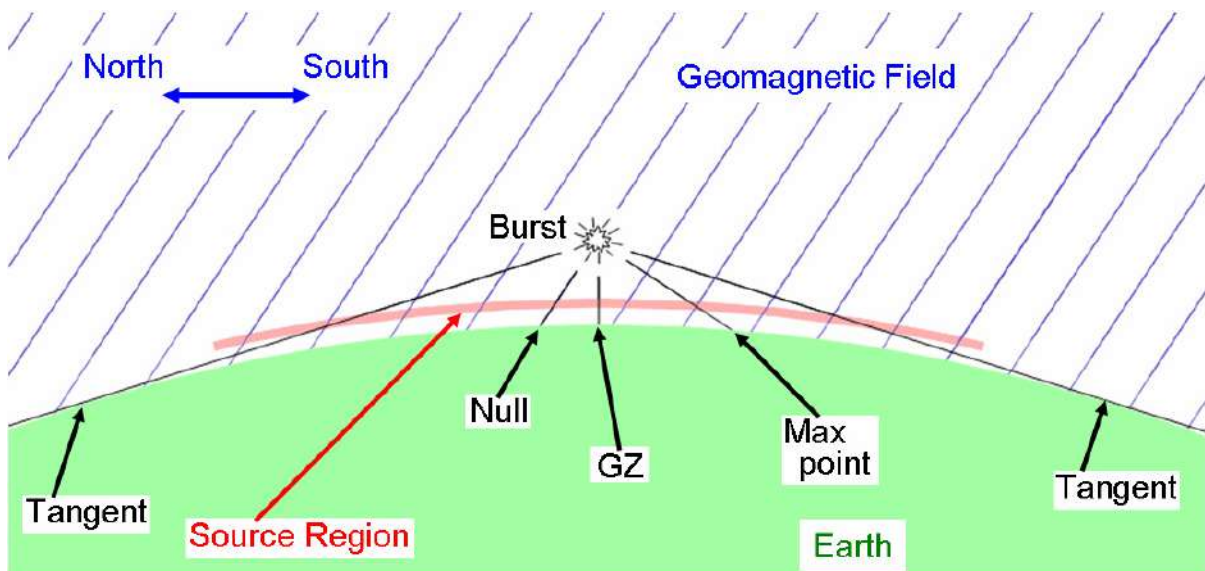 North
South
Geomagnetic Field
Burst
Null
GZ
Max
point
Tangent
Tangent
Source Region
Earth